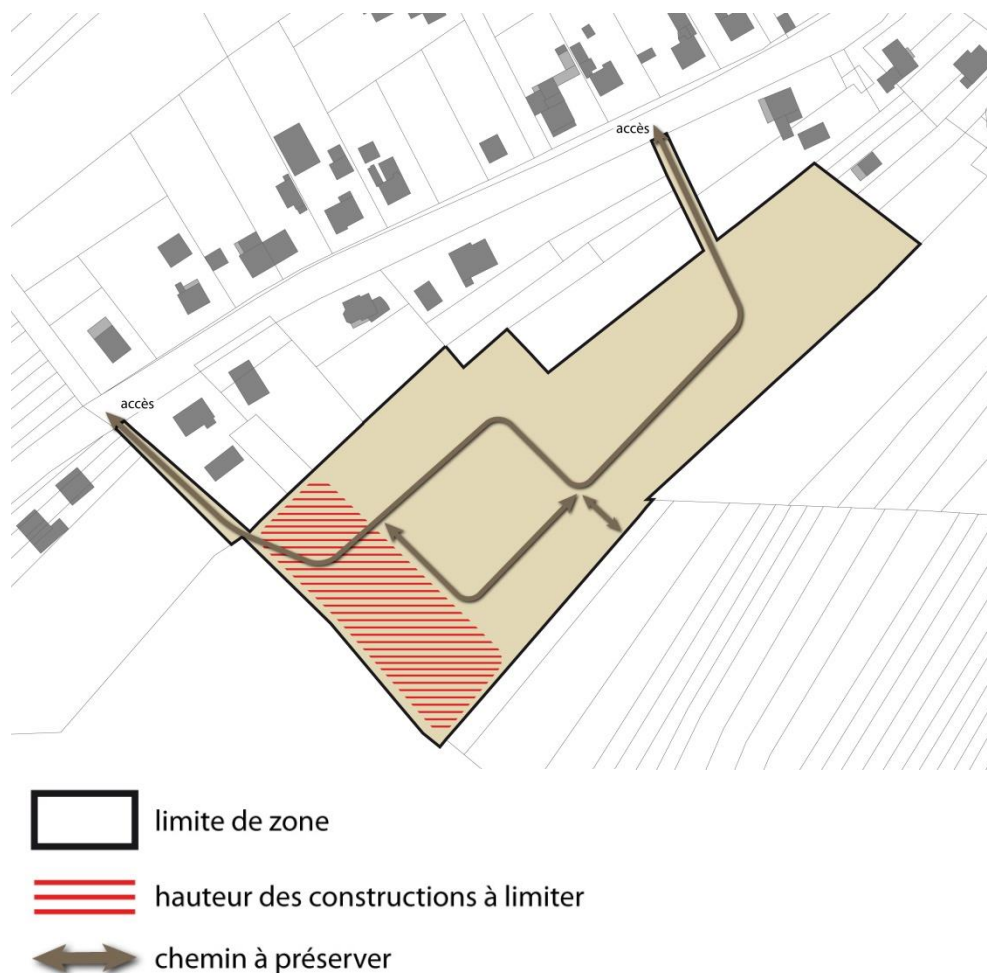 accès
accès
limite de zone
hauteur des constructions à limiter
chemin à préserver